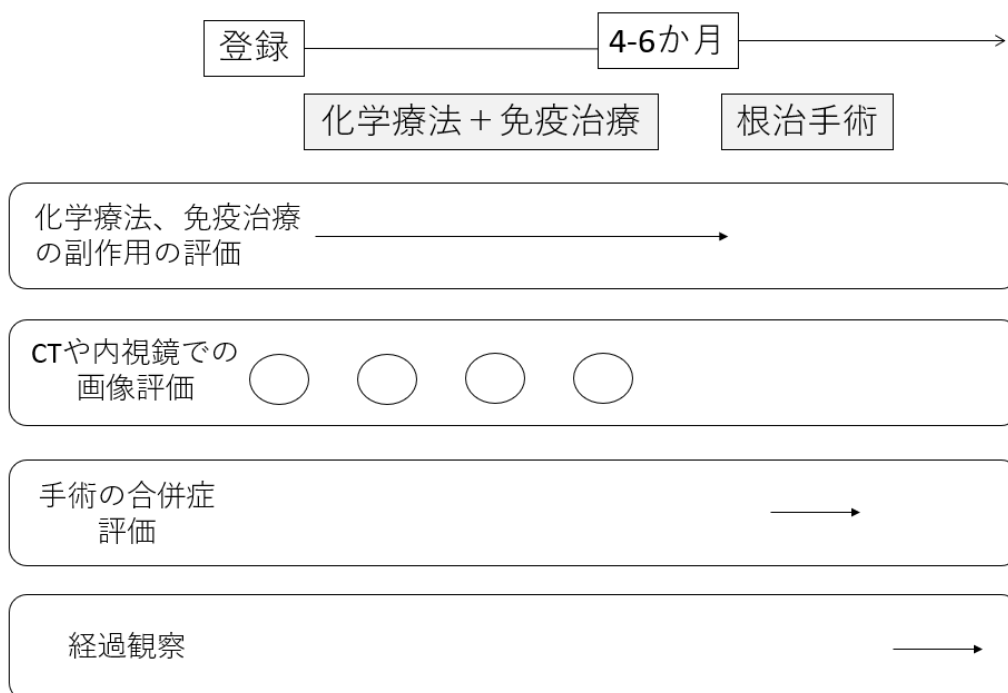 登録
4-6か月
化学療法＋免疫治療
根治手術
化学療法、免疫治療
の副作用の評価
CTや内視鏡での
画像評価
手術の合併症
評価
経過観察